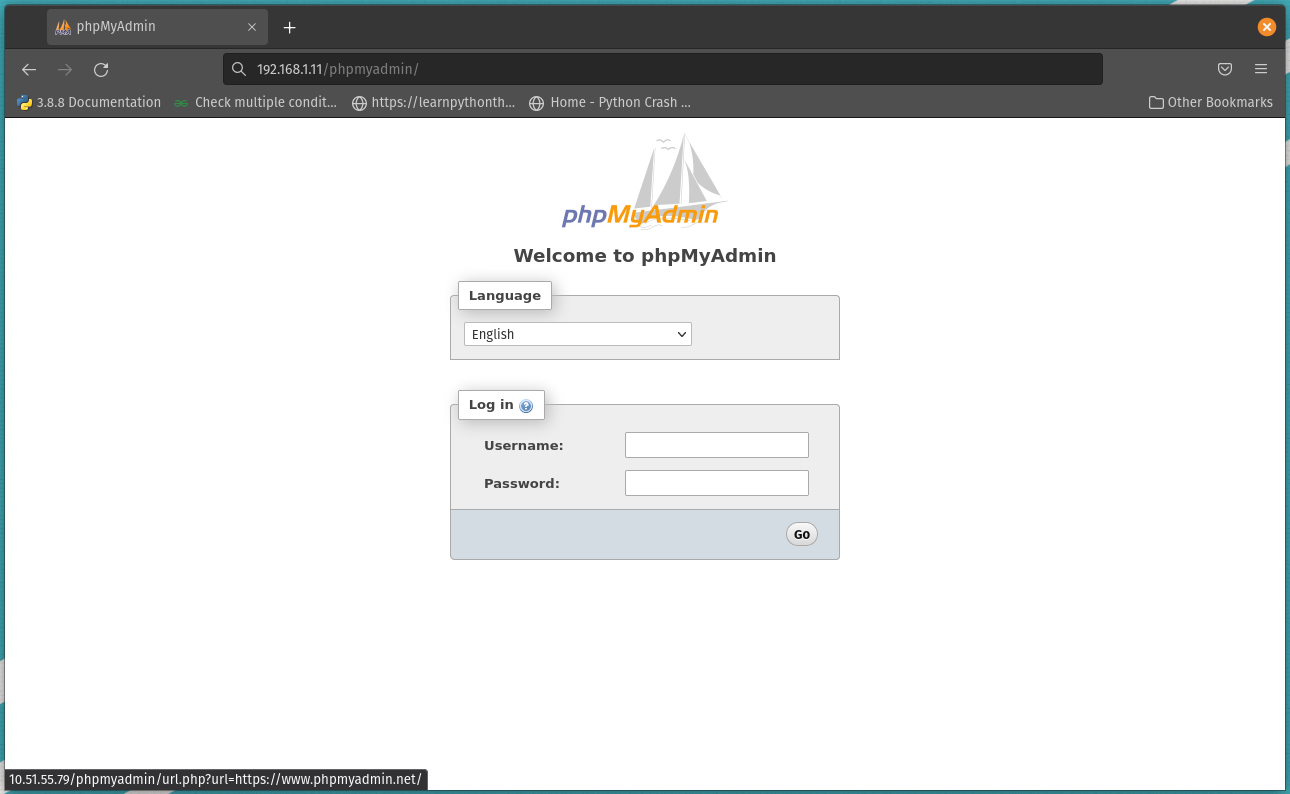 phpMyAdmin
192.168.1.11/phpmyadmin/
3.8.8 Documentation Check multiple condit... https://learnpythonth... Home - Python Crash ... Other Bookmarks
phpMyAdmin
Welcome to phpMyAdmin
Language
English
Log in
Username:
Password:
Go
10.51.55.79/phpmyadmin/url.php?url=https://www.phpmyadmin.net/